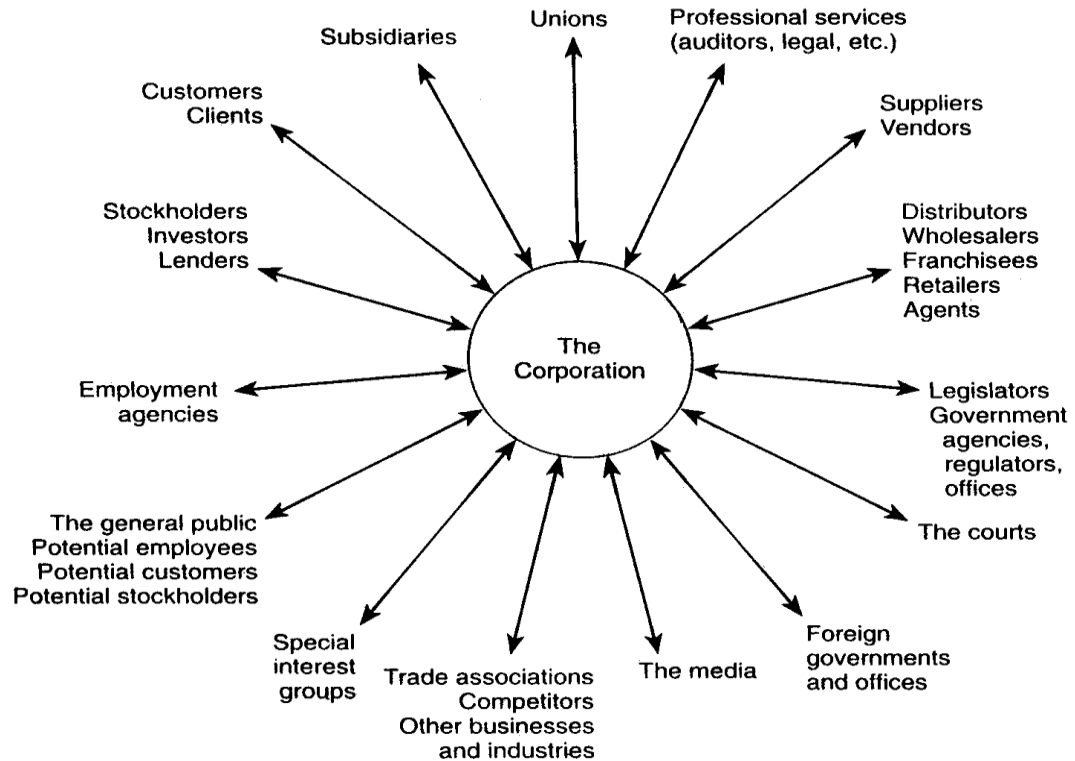 Unions
Professional services
(auditors, legal, etc.)
Subsidiaries
Customers
Clients
Suppliers
Vendors
Stockholders
Investors
Lenders
Distributors
Wholesalers
Franchisees
Retailers
Agents
The
Corporation
Employment
agencies
Legislators
Government
agencies,
regulators,
offices
The general public
Potential employees
Potential customers
Potential stockholders
The courts
Special
interest
groups
Trade associations
Competitors
Other businesses
and industries
The media
Foreign
governments
and offices